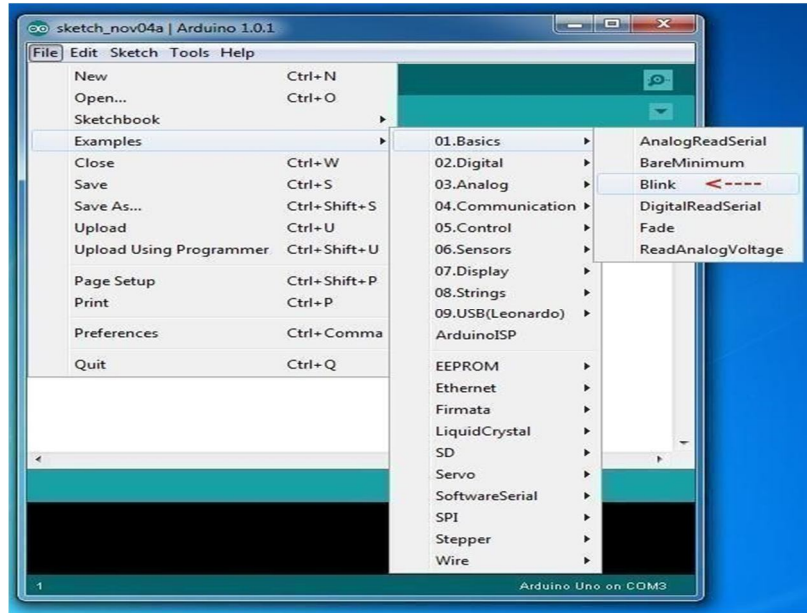 sketch_nov04a | Arduino 1.0.1
File Edit Sketch Tools Help
New Ctrl+N
Open... Ctrl+O
Sketchbook
Examples
Close Ctrl+W
Save Ctrl+S
Save As... Ctrl+Shift+S
Upload Ctrl+U
Upload Using Programmer Ctrl+Shift+U
Page Setup Ctrl+Shift+P
Print Ctrl+P
Preferences Ctrl+Comma
Quit Ctrl+Q
01.Basics
02.Digital
03.Analog
04.Communication
05.Control
06.Sensors
07.Display
08.Strings
09.USB(Leonardo)
ArduinoISP
EEPROM
Ethernet
Firmata
LiquidCrystal
SD
Servo
SoftwareSerial
SPI
Stepper
Wire
AnalogReadSerial
BareMinimum
Blink
DigitalReadSerial
Fade
ReadAnalogVoltage
1 Arduino Uno on COM3